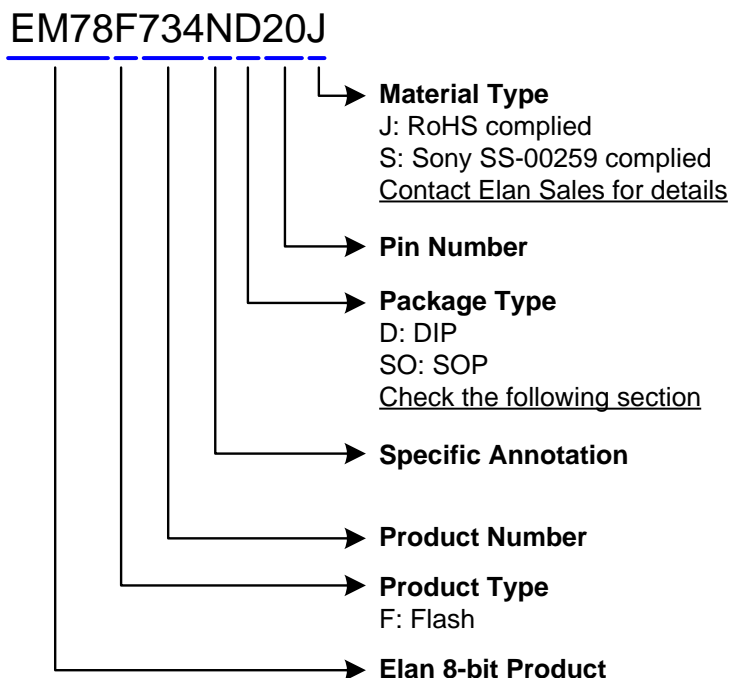 EM78F734ND20J
Material Type
J: RoHS complied
S: Sony SS-00259 complied
Contact Elan Sales for details
Pin Number
Package Type
D: DIP
SO: SOP
Check the following section
Specific Annotation
Product Number
Product Type
F: Flash
Elan 8-bit Product